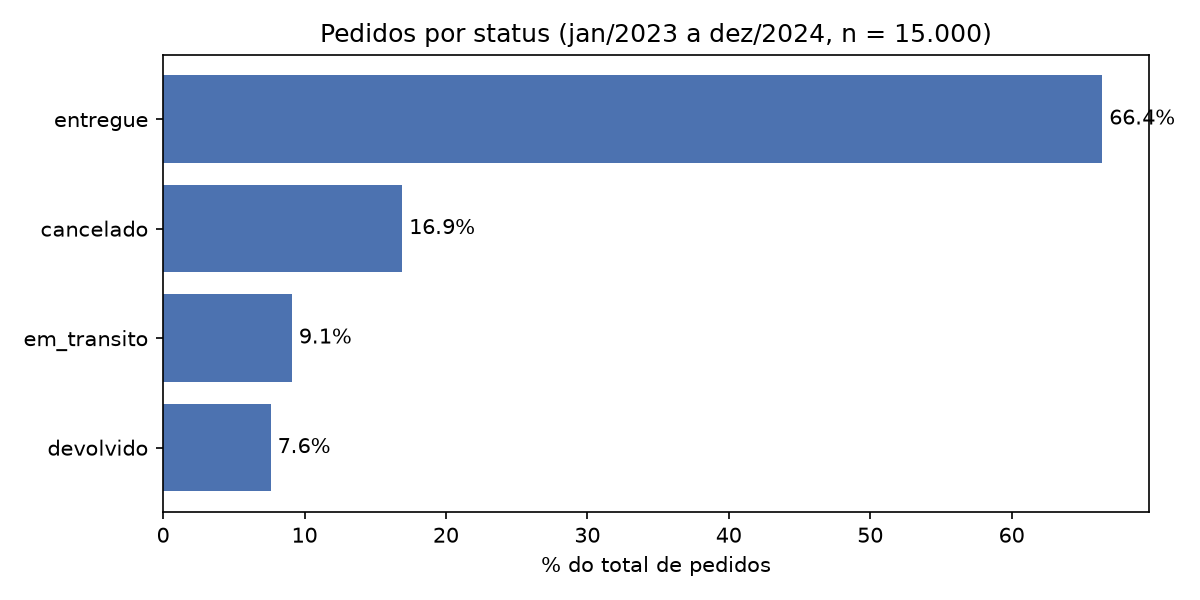 Pedidos por status (jan/2023 a dez/2024, n = 15.000)
entregue
66.4%
cancelado
16.9%
em_transito
9.1%
devolvido
7.6%
0 10 20 30 40 50 60
% do total de pedidos